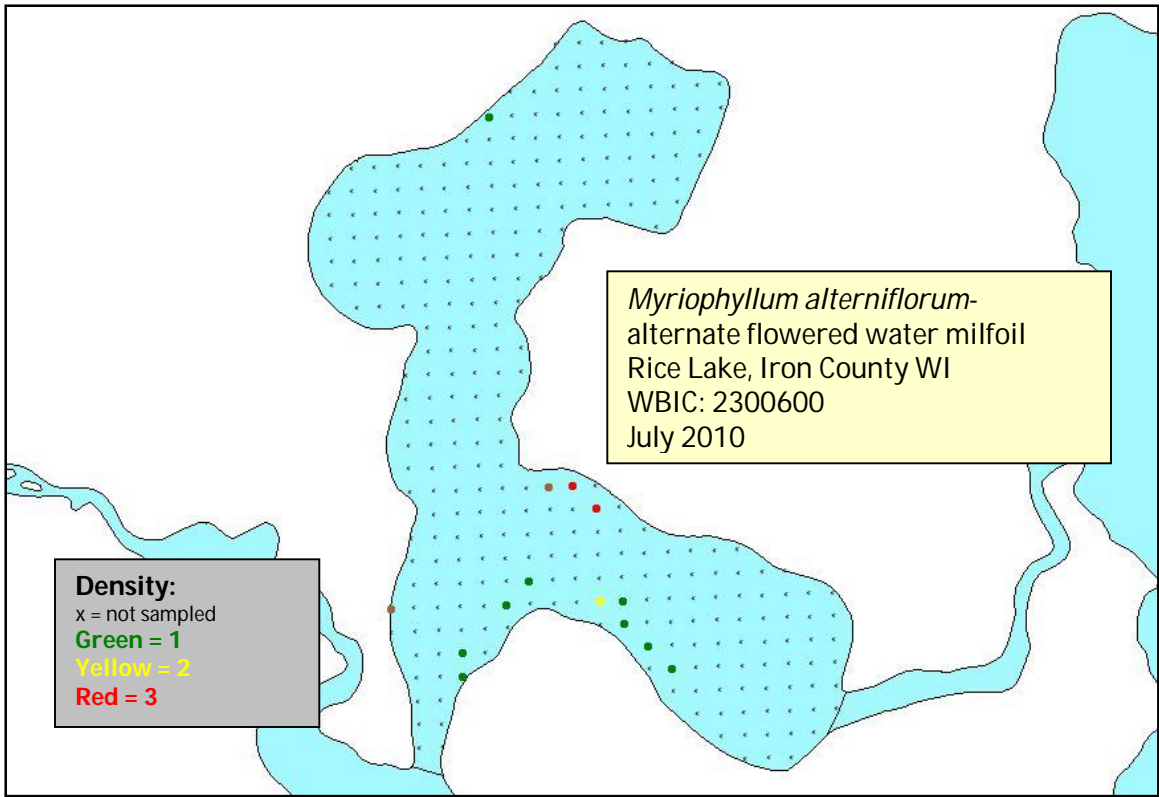 Myriophyllum alterniflorum-
alternate flowered water milfoil
Rice Lake, Iron County WI
WBIC: 2300600
July 2010
Density:
x = not sampled
Green = 1
Yellow = 2
Red = 3